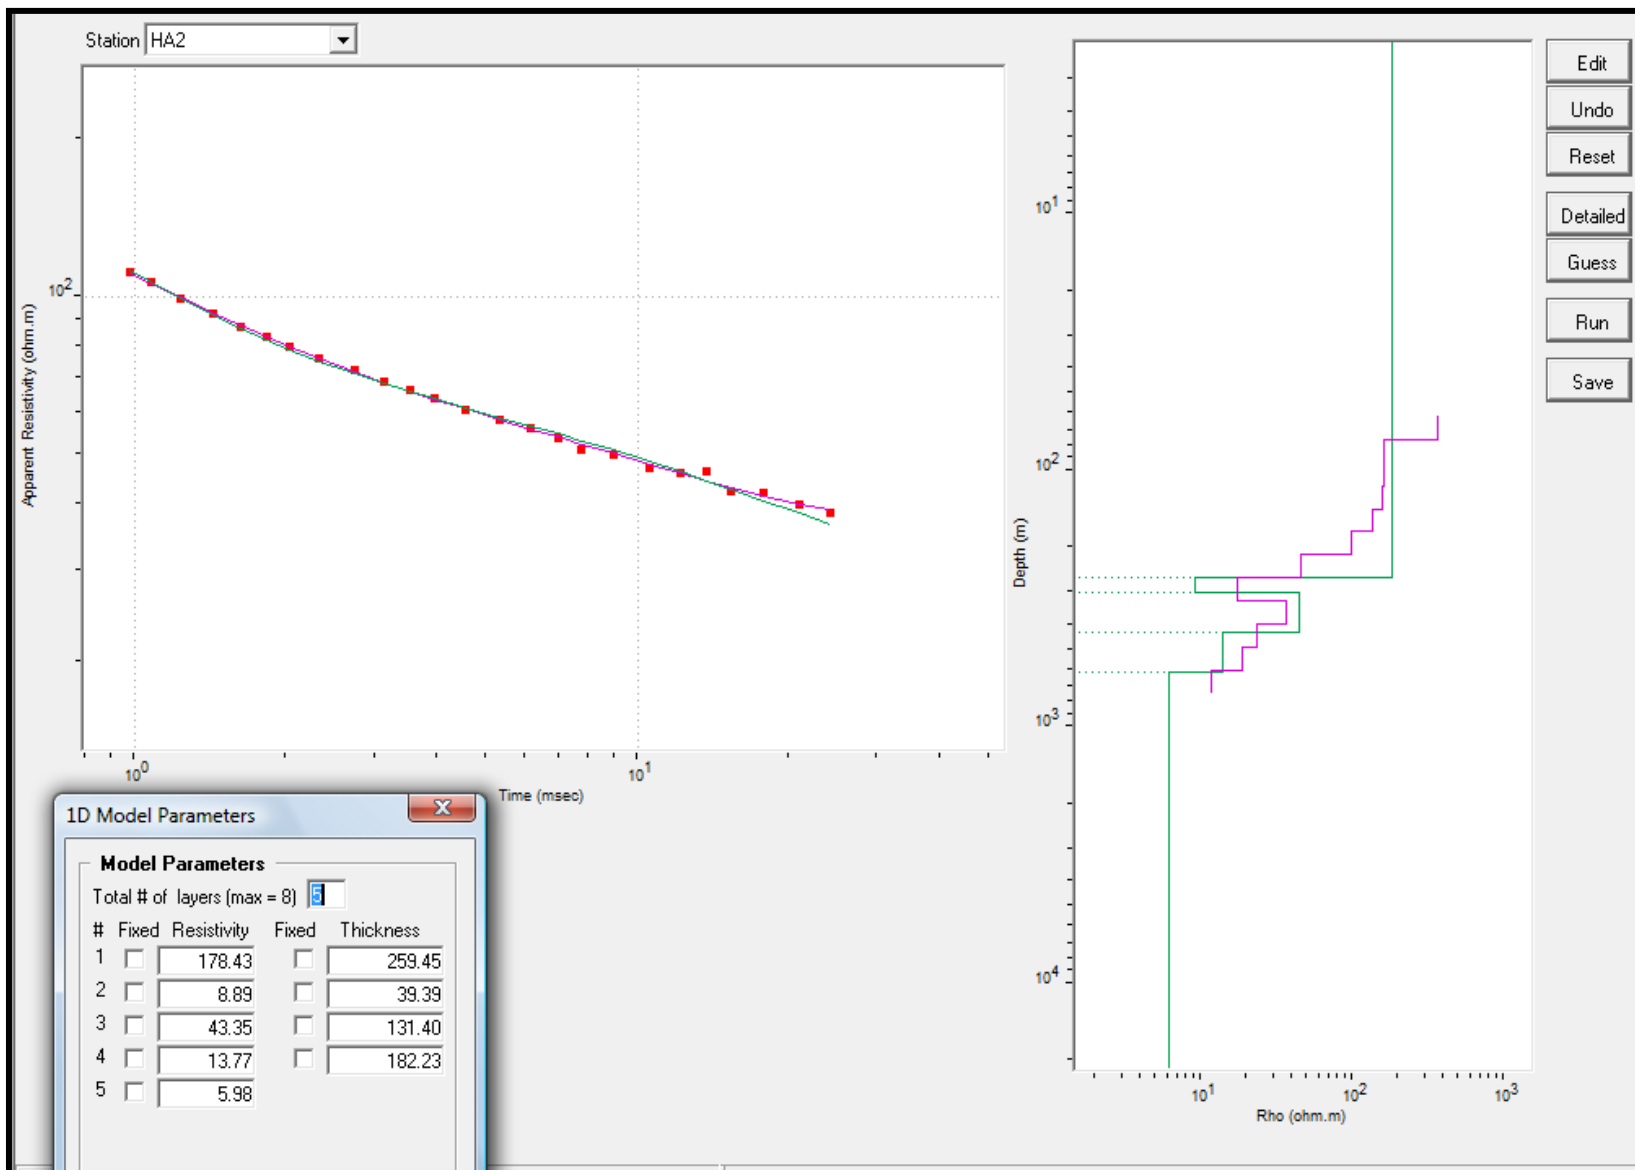 Station HA2
Apparent Resistivity (ohm.m)
10^2
10^0
10^1
Time (msec)
Depth (m)
10^1
10^2
10^3
10^4
10^1
10^2
10^3
Rho (ohm.m)
Edit
Undo
Reset
Detailed
Guess
Run
Save
1D Model Parameters
Model Parameters
Total # of layers (max = 8) 5
# Fixed Resistivity Fixed Thickness
1 178.43 259.45
2 8.89 39.39
3 43.35 131.40
4 13.77 182.23
5 5.98